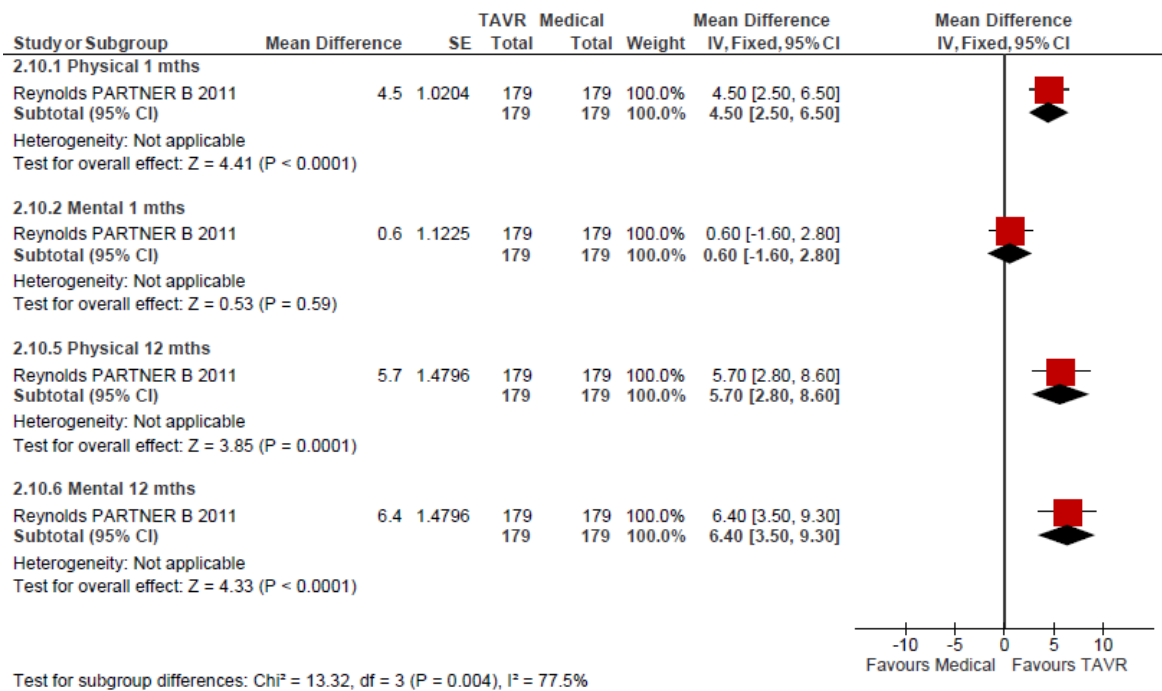 TAVR Medical Mean Difference Mean Difference
Study or Subgroup Mean Difference SE Total Total Weight IV, Fixed, 95% CI IV, Fixed, 95% CI
2.10.1 Physical 1 mths
Reynolds PARTNER B 2011 4.5 1.0204 179 179 100.0% 4.50 [2.50, 6.50]
Subtotal (95% CI) 179 179 100.0% 4.50 [2.50, 6.50]
Heterogeneity: Not applicable
Test for overall effect: Z = 4.41 (P < 0.0001)
2.10.2 Mental 1 mths
Reynolds PARTNER B 2011 0.6 1.1225 179 179 100.0% 0.60 [-1.60, 2.80]
Subtotal (95% CI) 179 179 100.0% 0.60 [-1.60, 2.80]
Heterogeneity: Not applicable
Test for overall effect: Z = 0.53 (P = 0.59)
2.10.5 Physical 12 mths
Reynolds PARTNER B 2011 5.7 1.4796 179 179 100.0% 5.70 [2.80, 8.60]
Subtotal (95% CI) 179 179 100.0% 5.70 [2.80, 8.60]
Heterogeneity: Not applicable
Test for overall effect: Z = 3.85 (P = 0.0001)
2.10.6 Mental 12 mths
Reynolds PARTNER B 2011 6.4 1.4796 179 179 100.0% 6.40 [3.50, 9.30]
Subtotal (95% CI) 179 179 100.0% 6.40 [3.50, 9.30]
Heterogeneity: Not applicable
Test for overall effect: Z = 4.33 (P < 0.0001)
-10 -5 0 5 10
Favours Medical Favours TAVR
Test for subgroup differences: Chi² = 13.32, df = 3 (P = 0.004), I² = 77.5%